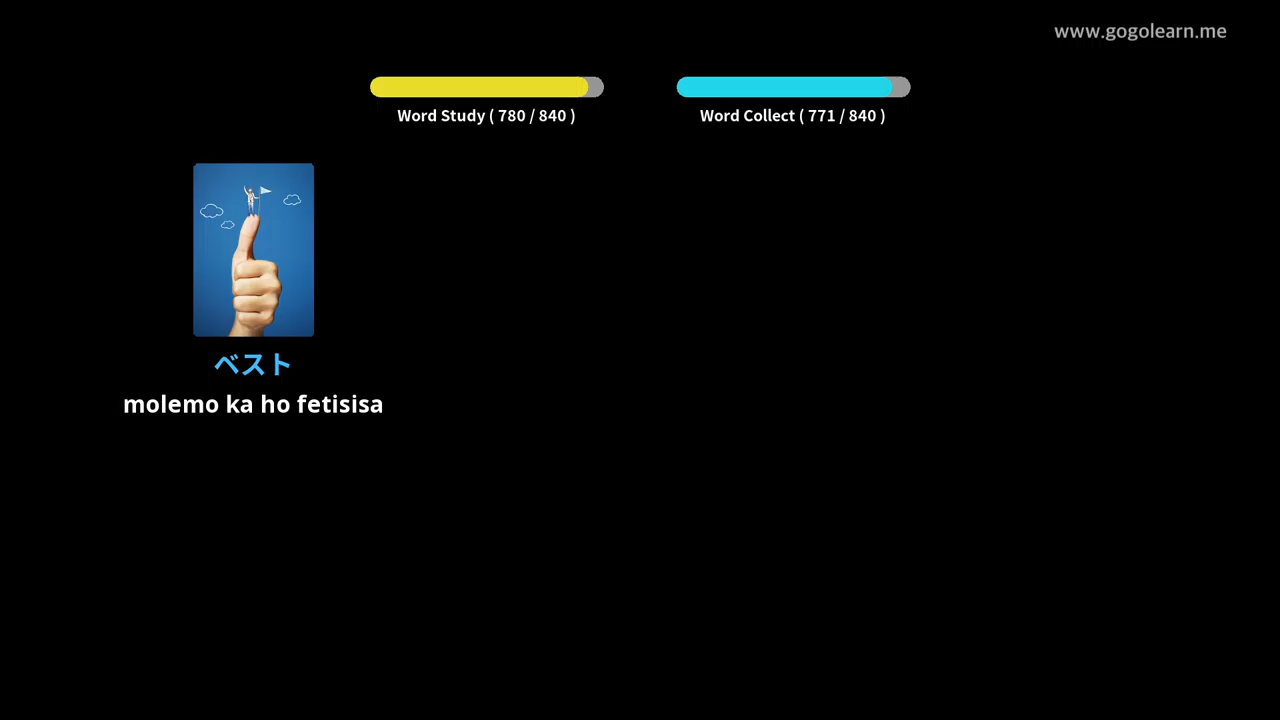 www.gogolearn.me
Word Study ( 780 / 840 )
Word Collect ( 771 / 840 )
ベスト
molemo ka ho fetisisa